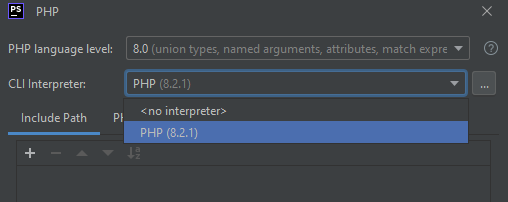 PS PHP
PHP language level: 8.0 (union types, named arguments, attributes, match expre
CLI Interpreter: PHP (8.2.1) ...
<no interpreter>
PHP (8.2.1)
Include Path